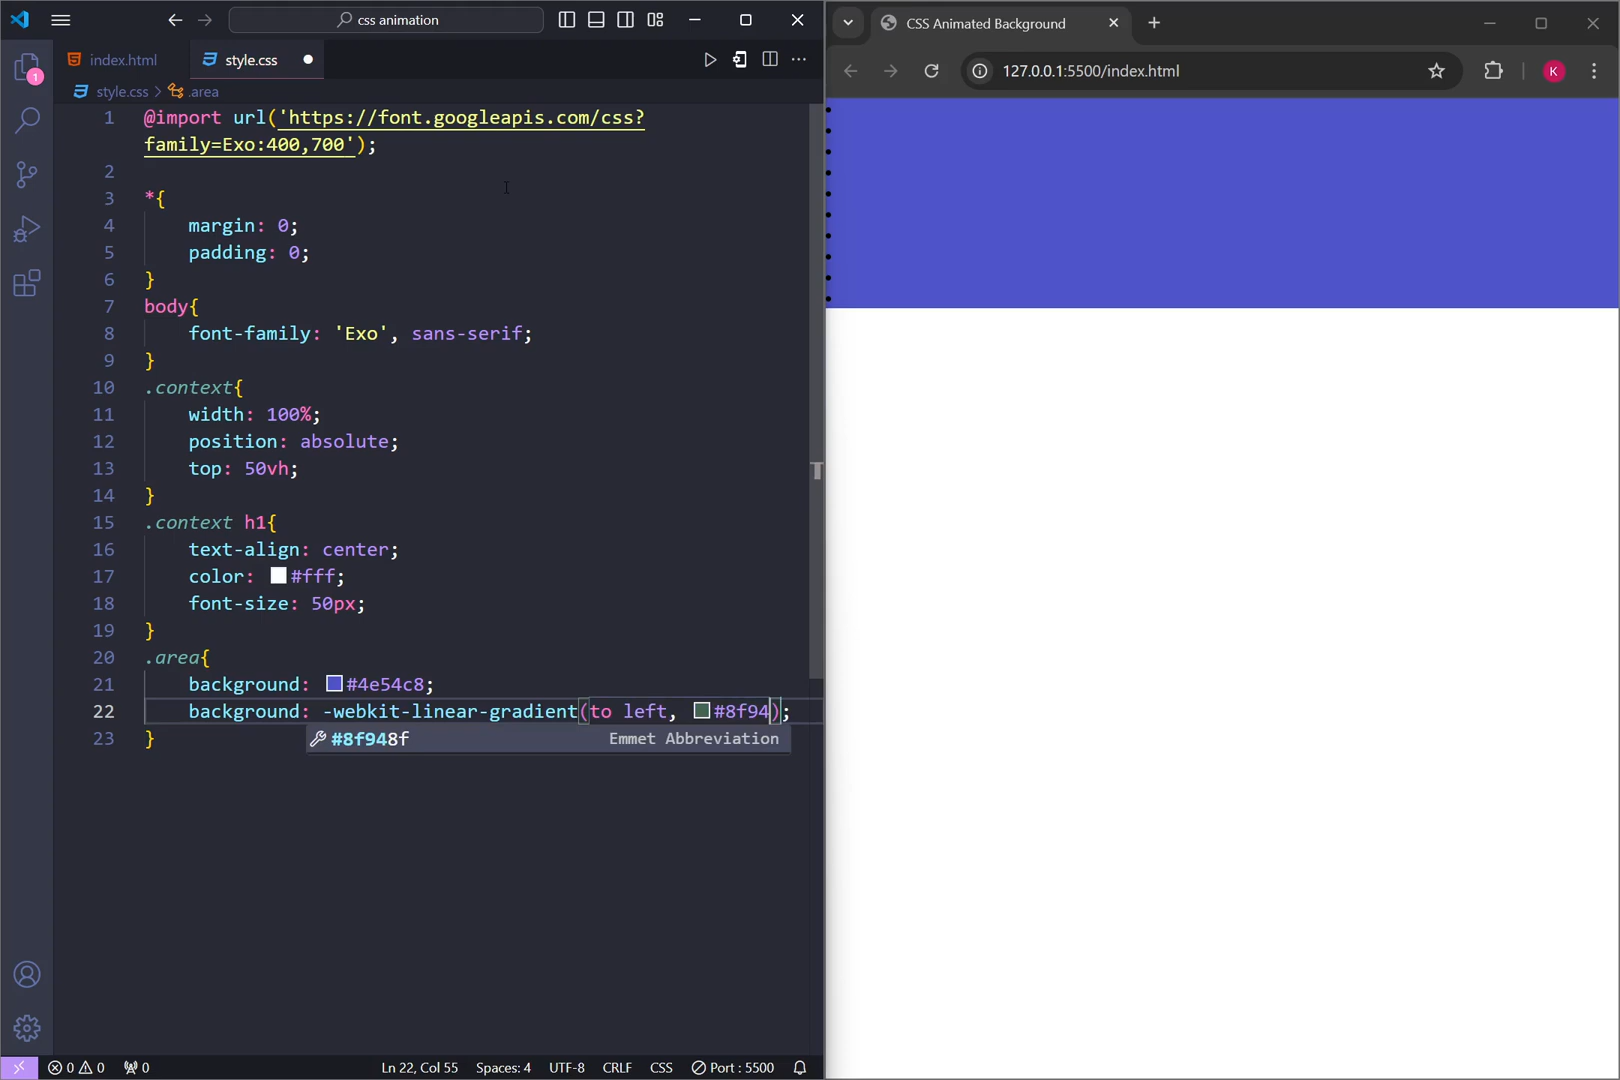 css animation
index.html
style.css
style.css > .area
1 @import url('https://font.googleapis.com/css?
family=Exo:400,700');
2
3 *{
4 margin: 0;
5 padding: 0;
6 }
7 body{
8 font-family: 'Exo', sans-serif;
9 }
10 .context{
11 width: 100%;
12 position: absolute;
13 top: 50vh;
14 }
15 .context h1{
16 text-align: center;
17 color: #fff;
18 font-size: 50px;
19 }
20 .area{
21 background: #4e54c8;
22 background: -webkit-linear-gradient(to left, #8f94);
23 }
#8f948f Emmet Abbreviation
1
0 0 0 Ln 22, Col 55 Spaces: 4 UTF-8 CRLF CSS Port : 5500
CSS Animated Background
127.0.0.1:5500/index.html
K